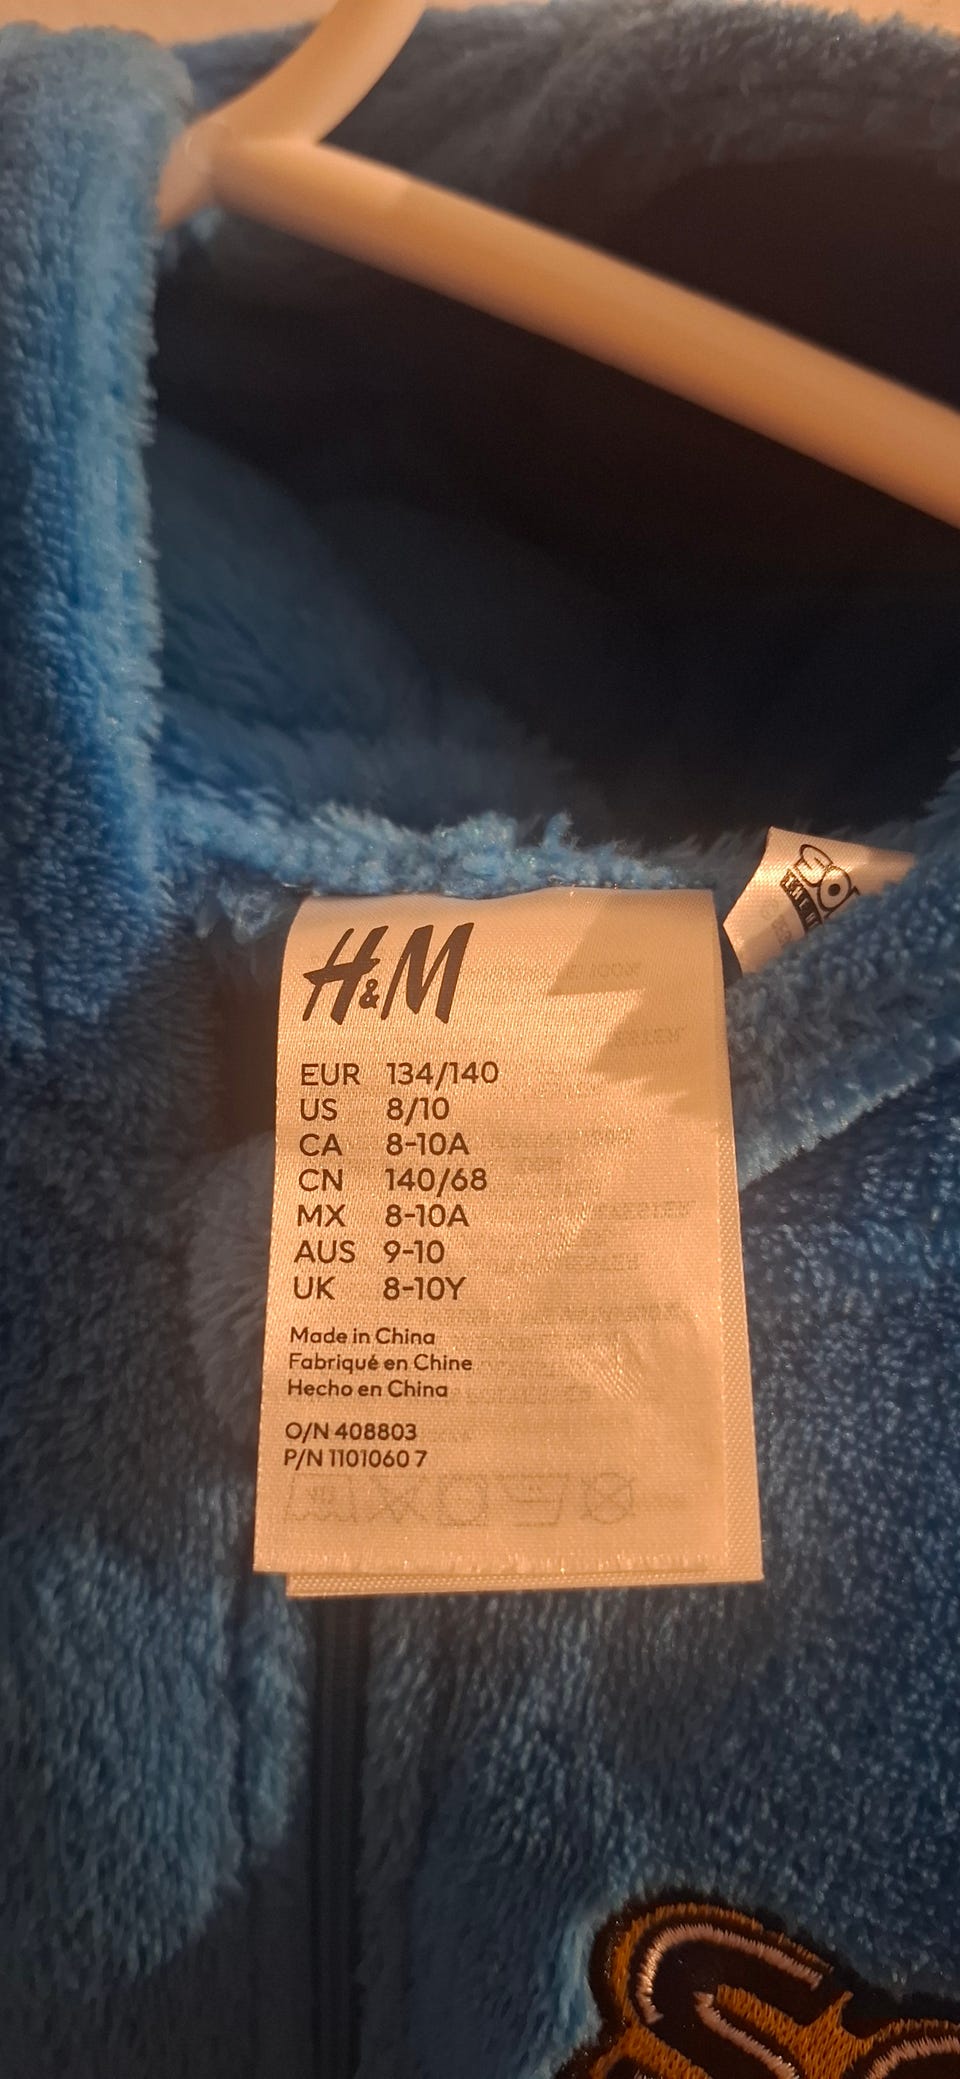 H&M
EUR 134/140
US 8/10
CA 8-10A
CN 140/68
MX 8-10A
AUS 9-10
UK 8-10Y
Made in China
Fabriqué en Chine
Hecho en China
O/N 408803
P/N 1101060 7